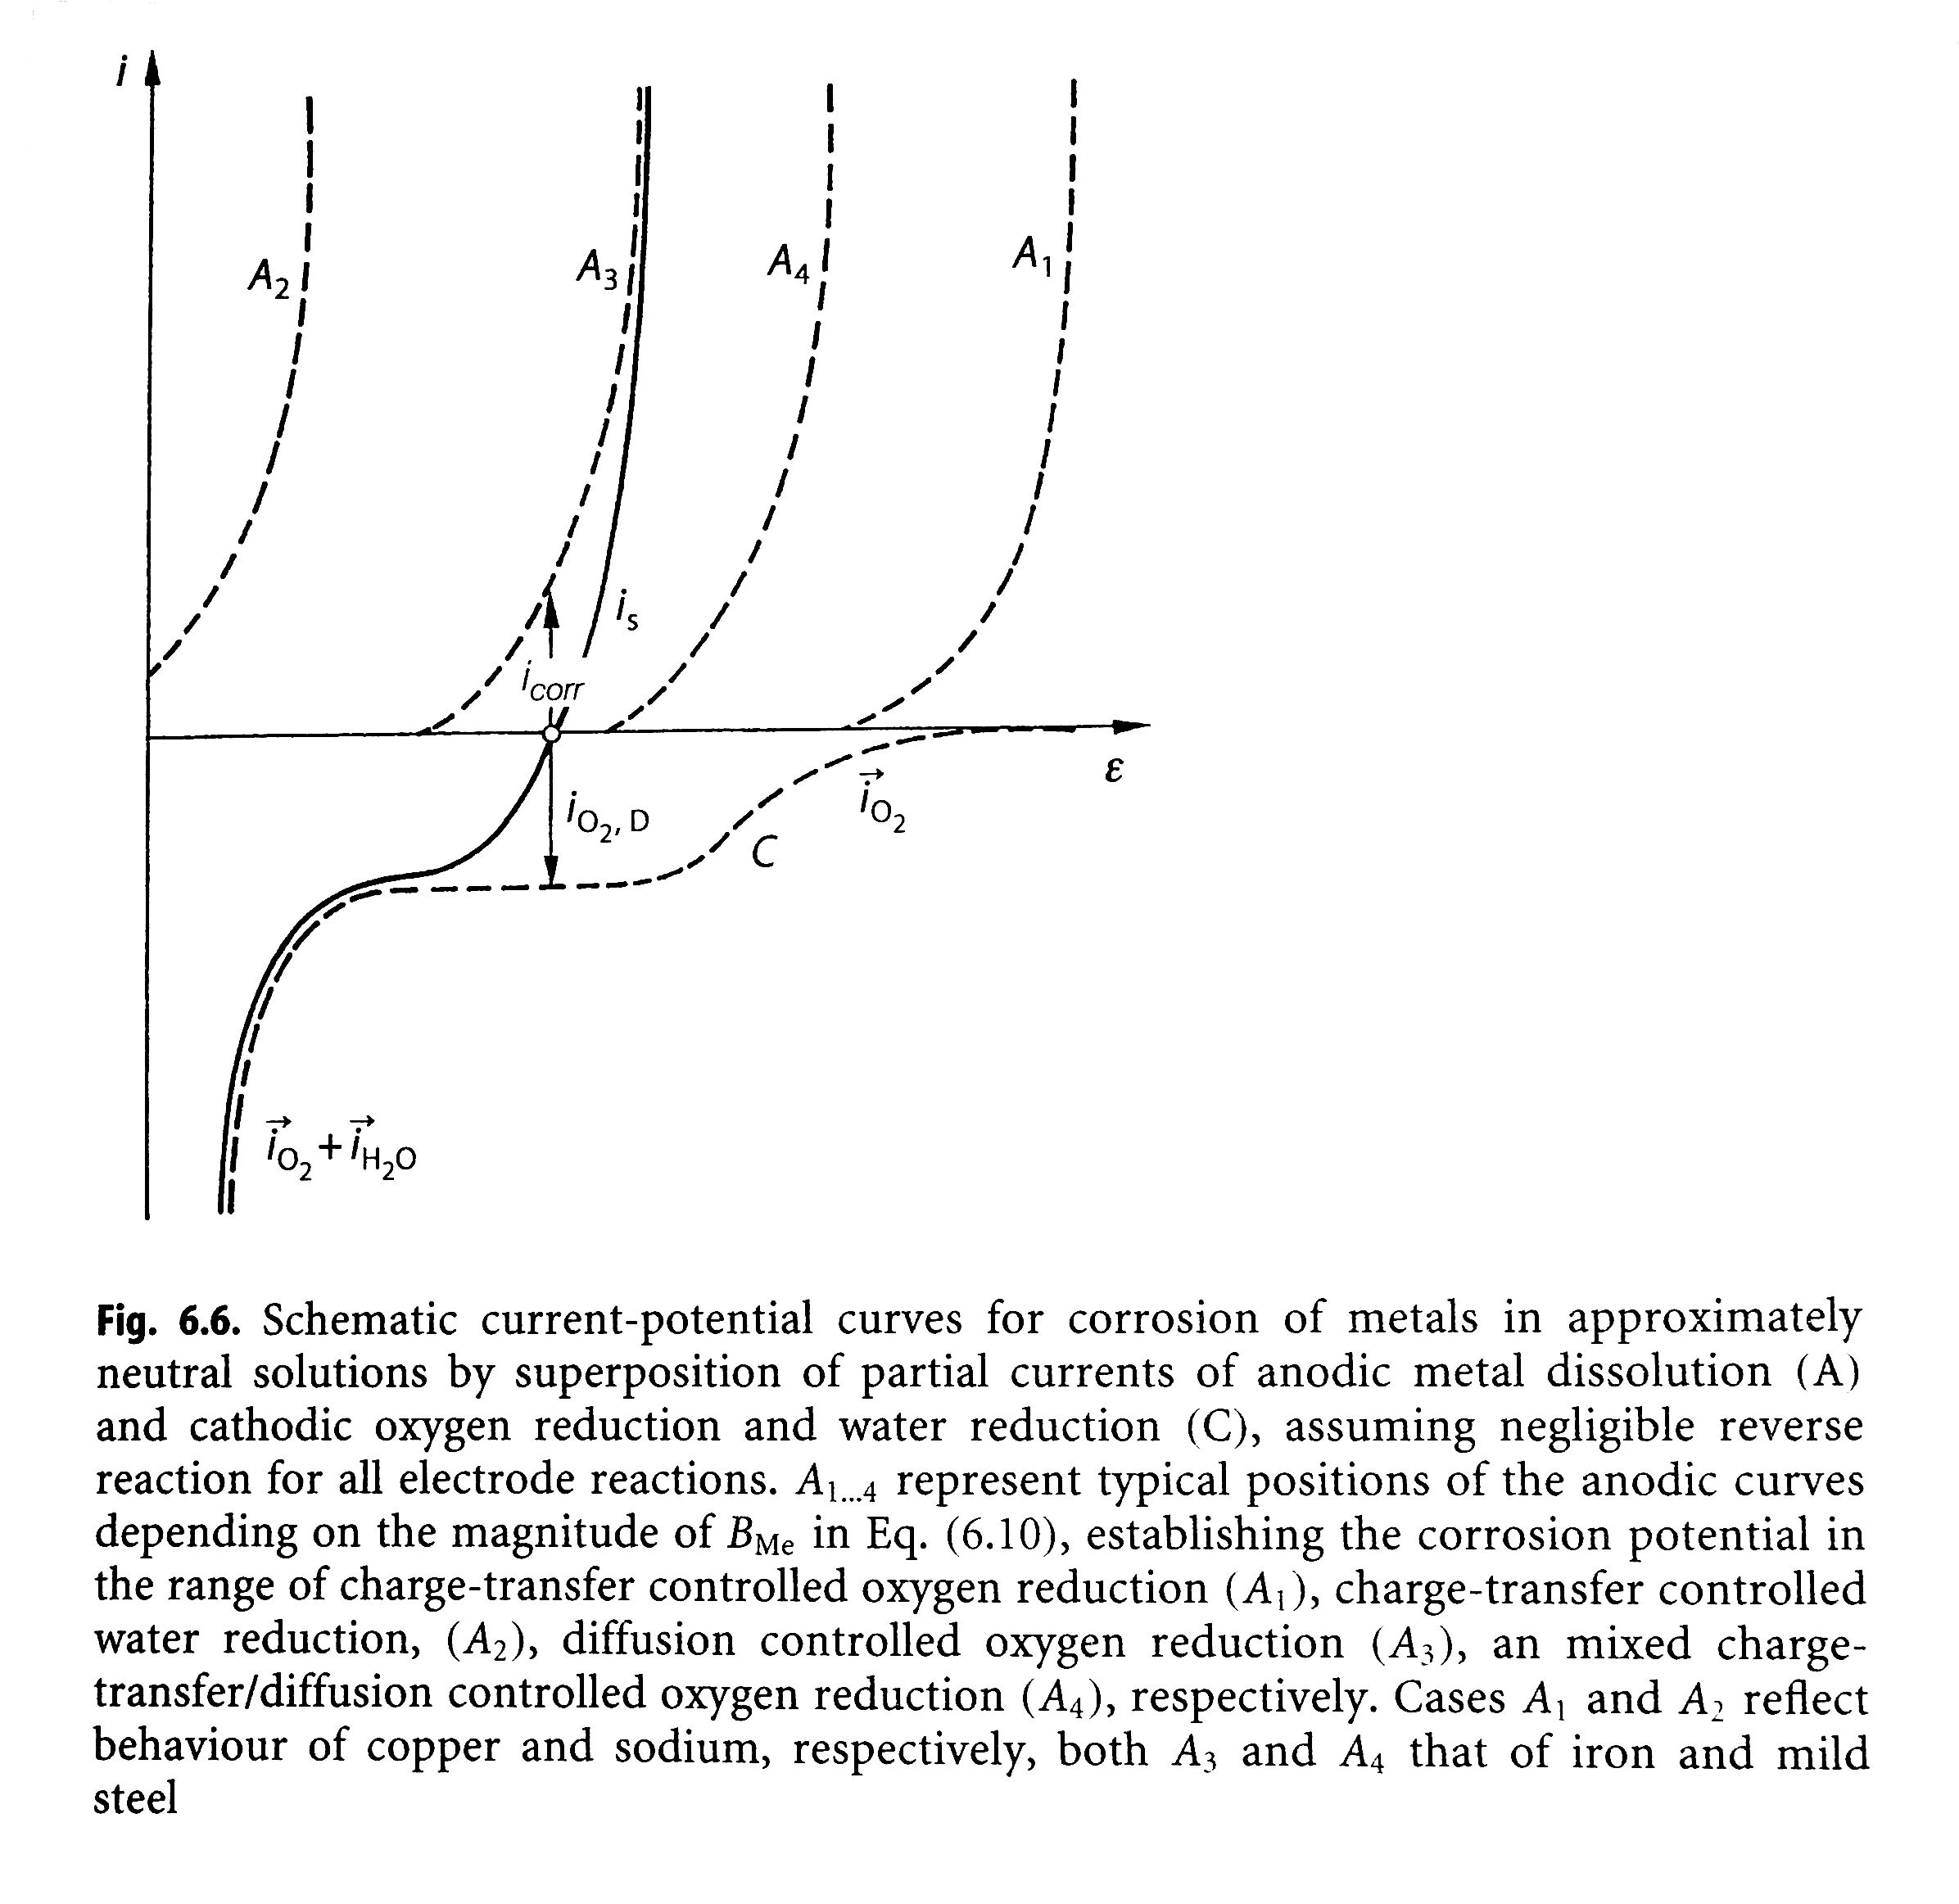 i
A₂
A₃
A₄
A₁
iₛ
i_corr
ε
i_O₂, D
i⃗_O₂
C
i⃗_O₂ + i⃗_H₂O
Fig. 6.6. Schematic current-potential curves for corrosion of metals in approximately
neutral solutions by superposition of partial currents of anodic metal dissolution (A)
and cathodic oxygen reduction and water reduction (C), assuming negligible reverse
reaction for all electrode reactions. A₁...₄ represent typical positions of the anodic curves
depending on the magnitude of B_Me in Eq. (6.10), establishing the corrosion potential in
the range of charge-transfer controlled oxygen reduction (A₁), charge-transfer controlled
water reduction, (A₂), diffusion controlled oxygen reduction (A₃), an mixed charge-
transfer/diffusion controlled oxygen reduction (A₄), respectively. Cases A₁ and A₂ reflect
behaviour of copper and sodium, respectively, both A₃ and A₄ that of iron and mild
steel